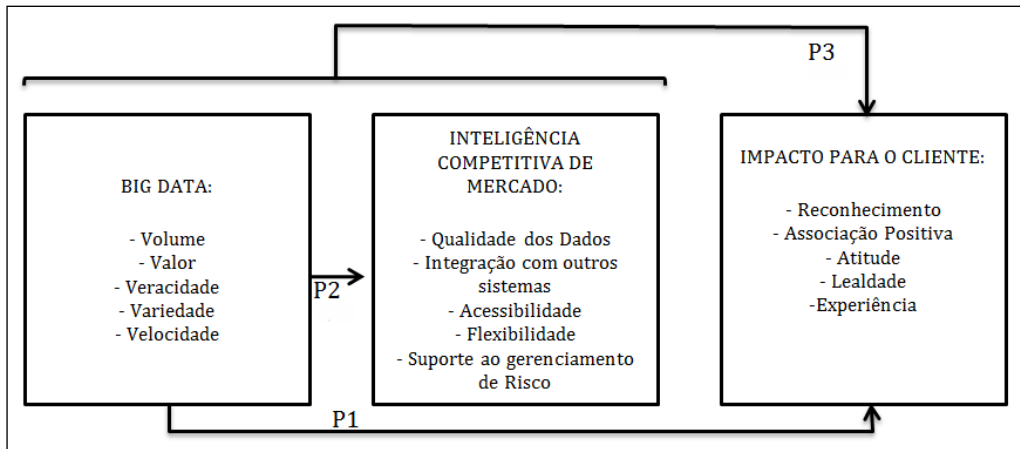 P3
BIG DATA:
- Volume
- Valor
- Veracidade
- Variedade
- Velocidade
P2
INTELIGÊNCIA
COMPETITIVA DE
MERCADO:
- Qualidade dos Dados
- Integração com outros
sistemas
- Acessibilidade
- Flexibilidade
- Suporte ao gerenciamento
de Risco
IMPACTO PARA O CLIENTE:
- Reconhecimento
- Associação Positiva
- Atitude
- Lealdade
-Experiência
P1